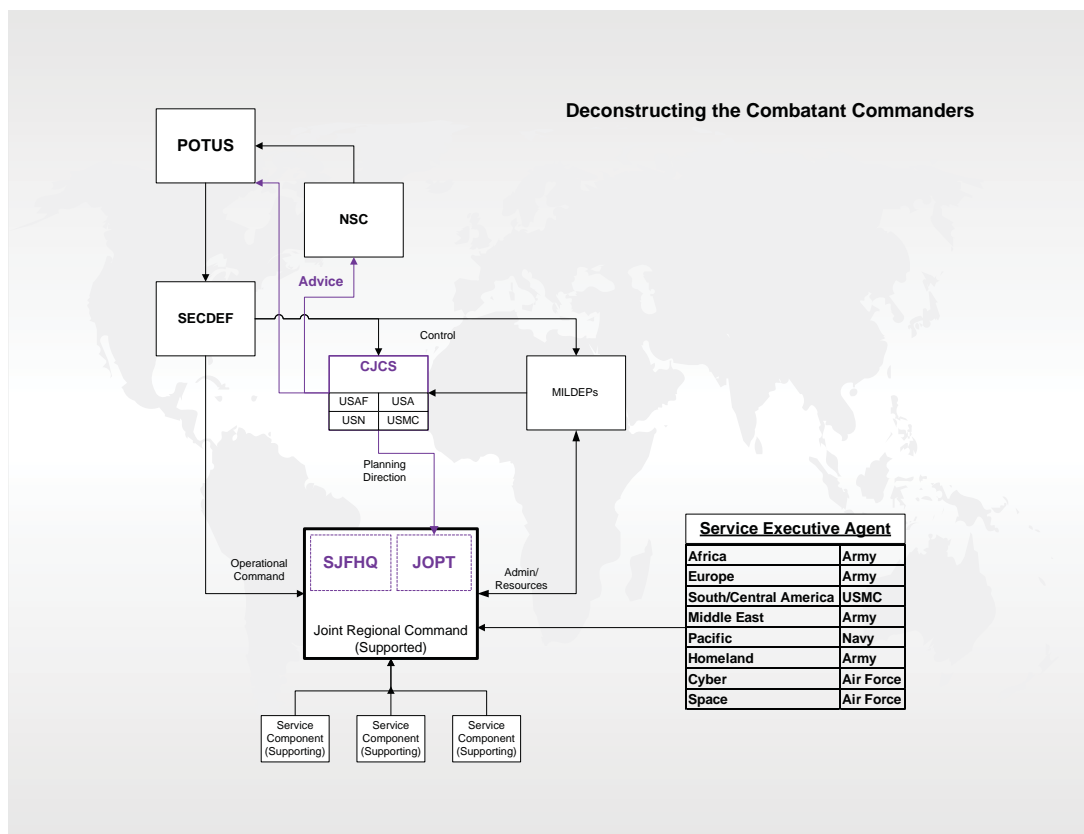 Deconstructing the Combatant Commanders
POTUS
NSC
Advice
SECDEF
Control
CJCS
USAF USA
USN USMC
MILDEPs
Planning
Direction
Service Executive Agent
Africa Army
Europe Army
South/Central America USMC
Middle East Army
Pacific Navy
Homeland Army
Cyber Air Force
Space Air Force
SJFHQ JOPT
Operational
Command
Admin/
Resources
Joint Regional Command
(Supported)
Service
Component
(Supporting)
Service
Component
(Supporting)
Service
Component
(Supporting)